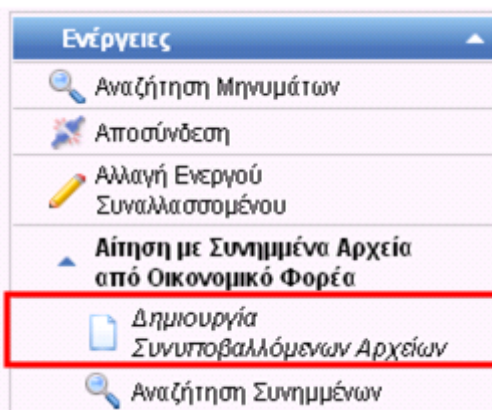 Ενέργειες
Αναζήτηση Μηνυμάτων
Αποσύνδεση
Αλλαγή Ενεργού
Συναλλασσομένου
Αίτηση με Συνημμένα Αρχεία
από Οικονομικό Φορέα
Δημιουργία
Συνυποβαλλόμενων Αρχείων
Αναζήτηση Συνημμένων